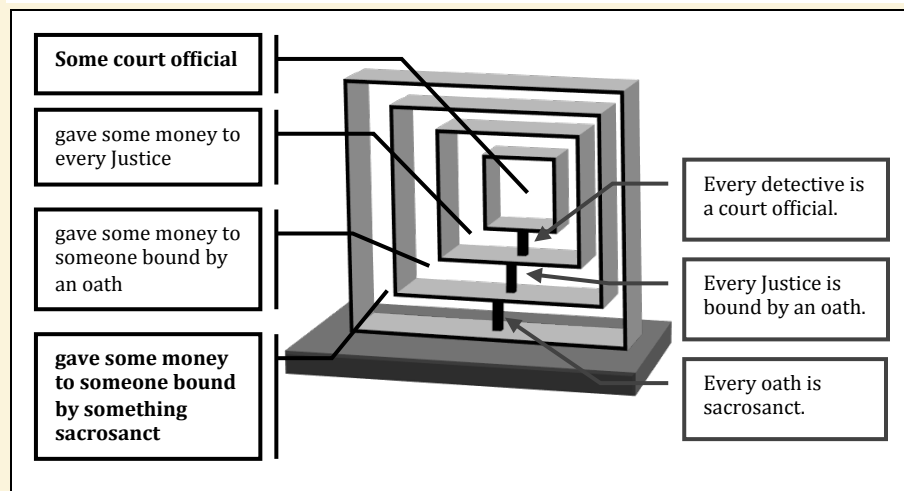 Some court official
gave some money to
every Justice
gave some money to
someone bound by
an oath
gave some money
to someone bound
by something
sacrosanct
Every detective is
a court official.
Every Justice is
bound by an oath.
Every oath is
sacrosanct.